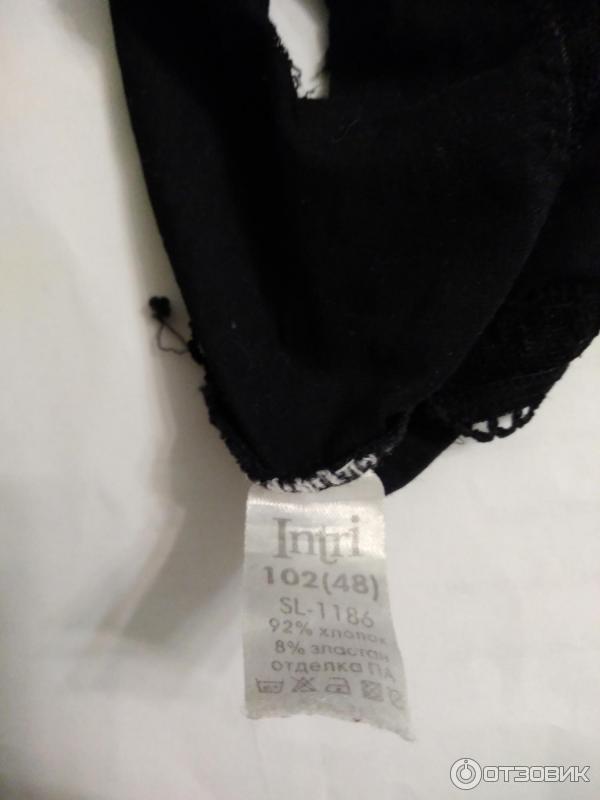 Intri
102(48)
SL-1186
92% хлопок
8% эластан
отделка ПА
ОТЗОВИК